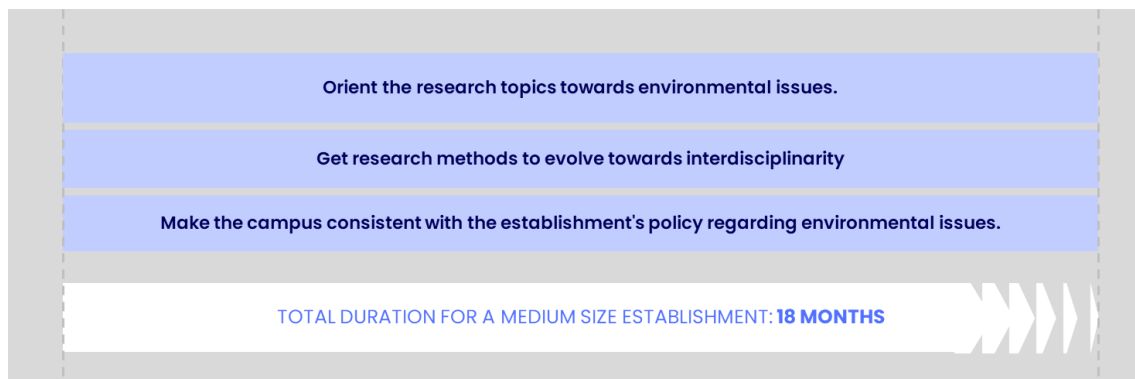 Orient the research topics towards environmental issues.
Get research methods to evolve towards interdisciplinarity
Make the campus consistent with the establishment's policy regarding environmental issues.
TOTAL DURATION FOR A MEDIUM SIZE ESTABLISHMENT: 18 MONTHS